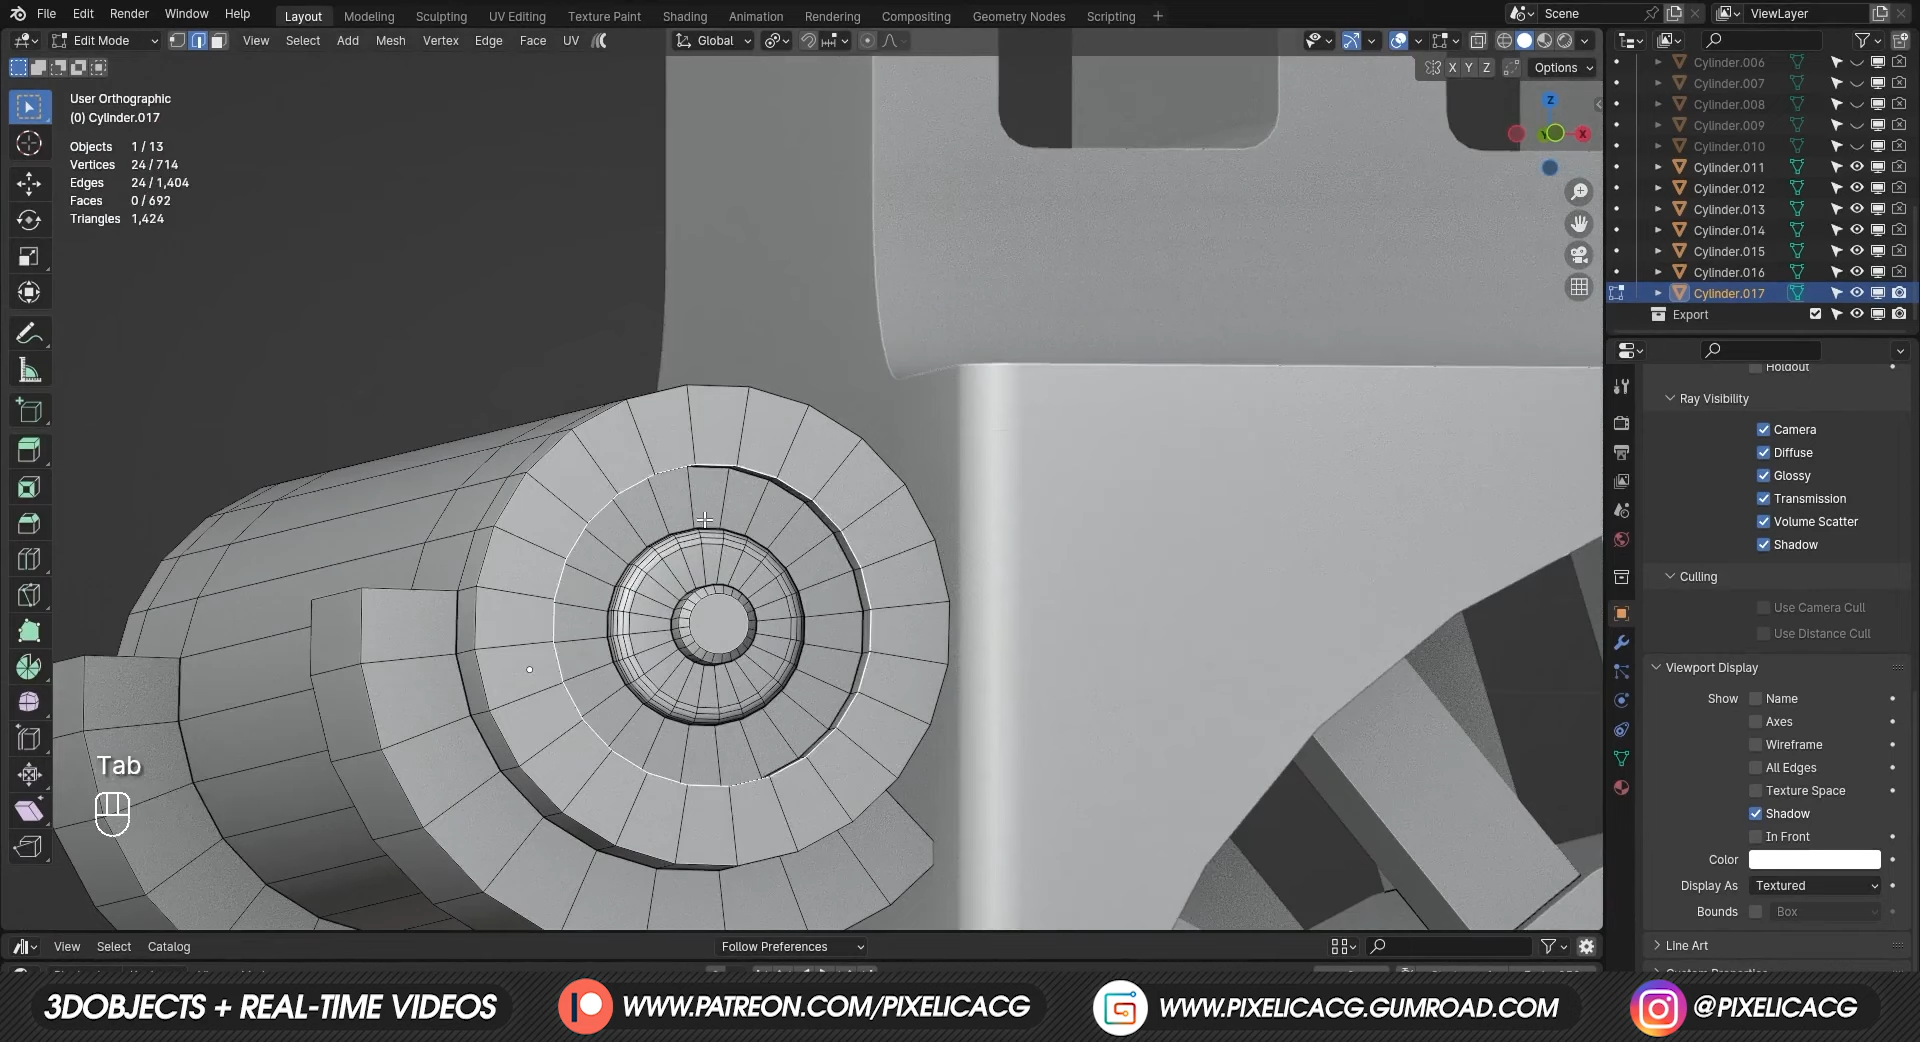 File Edit Render Window Help Layout Modeling Sculpting UV Editing Texture Paint Shading Animation Rendering Compositing Geometry Nodes Scripting + Scene ViewLayer
Edit Mode View Select Add Mesh Vertex Edge Face UV Global
X Y Z Options
User Orthographic
(0) Cylinder.017
Objects 1 / 13
Vertices 24 / 714
Edges 24 / 1,404
Faces 0 / 692
Triangles 1,424
Z
X
Tab
Cylinder.006
Cylinder.007
Cylinder.008
Cylinder.009
Cylinder.010
Cylinder.011
Cylinder.012
Cylinder.013
Cylinder.014
Cylinder.015
Cylinder.016
Cylinder.017
Export
Holdout
Ray Visibility
Camera
Diffuse
Glossy
Transmission
Volume Scatter
Shadow
Culling
Use Camera Cull
Use Distance Cull
Viewport Display
Show Name
Axes
Wireframe
All Edges
Texture Space
Shadow
In Front
Color
Display As Textured
Bounds Box
Line Art
View Select Catalog Follow Preferences
3DOBJECTS + REAL-TIME VIDEOS WWW.PATREON.COM/PIXELICACG WWW.PIXELICACG.GUMROAD.COM @PIXELICACG